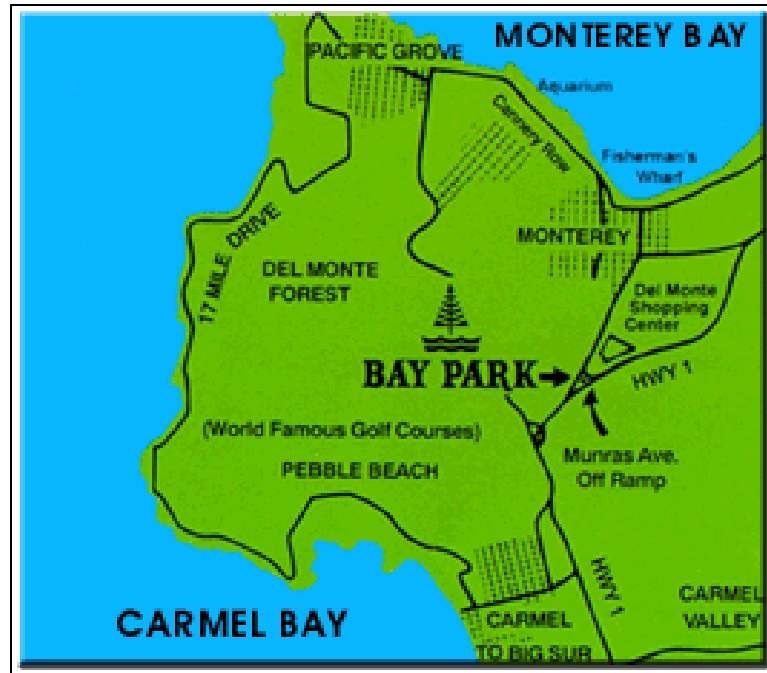 PACIFIC GROVE
MONTEREY BAY
Aquarium
Cannery Row
Fisherman's
Wharf
MONTEREY
17 MILE DRIVE
DEL MONTE
FOREST
Del Monte
Shopping
Center
BAY PARK
HWY 1
(World Famous Golf Courses)
PEBBLE BEACH
Munras Ave.
Off Ramp
HWY 1
CARMEL BAY
CARMEL
CARMEL
VALLEY
TO BIG SUR